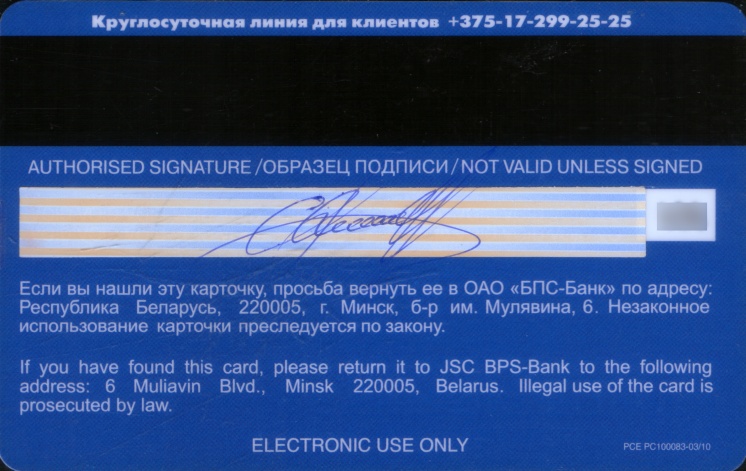 Круглосуточная линия для клиентов +375-17-299-25-25
AUTHORISED SIGNATURE/ОБРАЗЕЦ ПОДПИСИ/NOT VALID UNLESS SIGNED
Если вы нашли эту карточку, просьба вернуть ее в ОАО «БПС-Банк» по адресу:
Республика Беларусь, 220005, г. Минск, б-р им. Мулявина, 6. Незаконное
использование карточки преследуется по закону.
If you have found this card, please return it to JSC BPS-Bank to the following
address: 6 Muliavin Blvd., Minsk 220005, Belarus. Illegal use of the card is
prosecuted by law.
ELECTRONIC USE ONLY
PCE PC100083-03/10